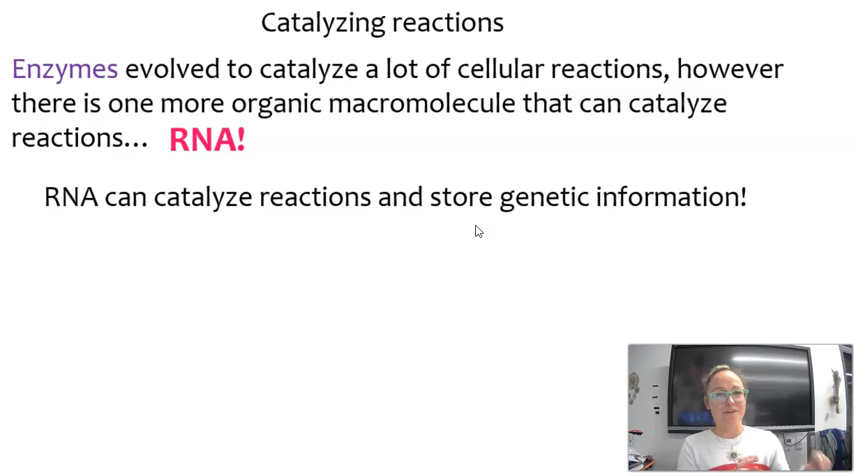 Catalyzing reactions
Enzymes evolved to catalyze a lot of cellular reactions, however
there is one more organic macromolecule that can catalyze
reactions... RNA!
RNA can catalyze reactions and store genetic information!